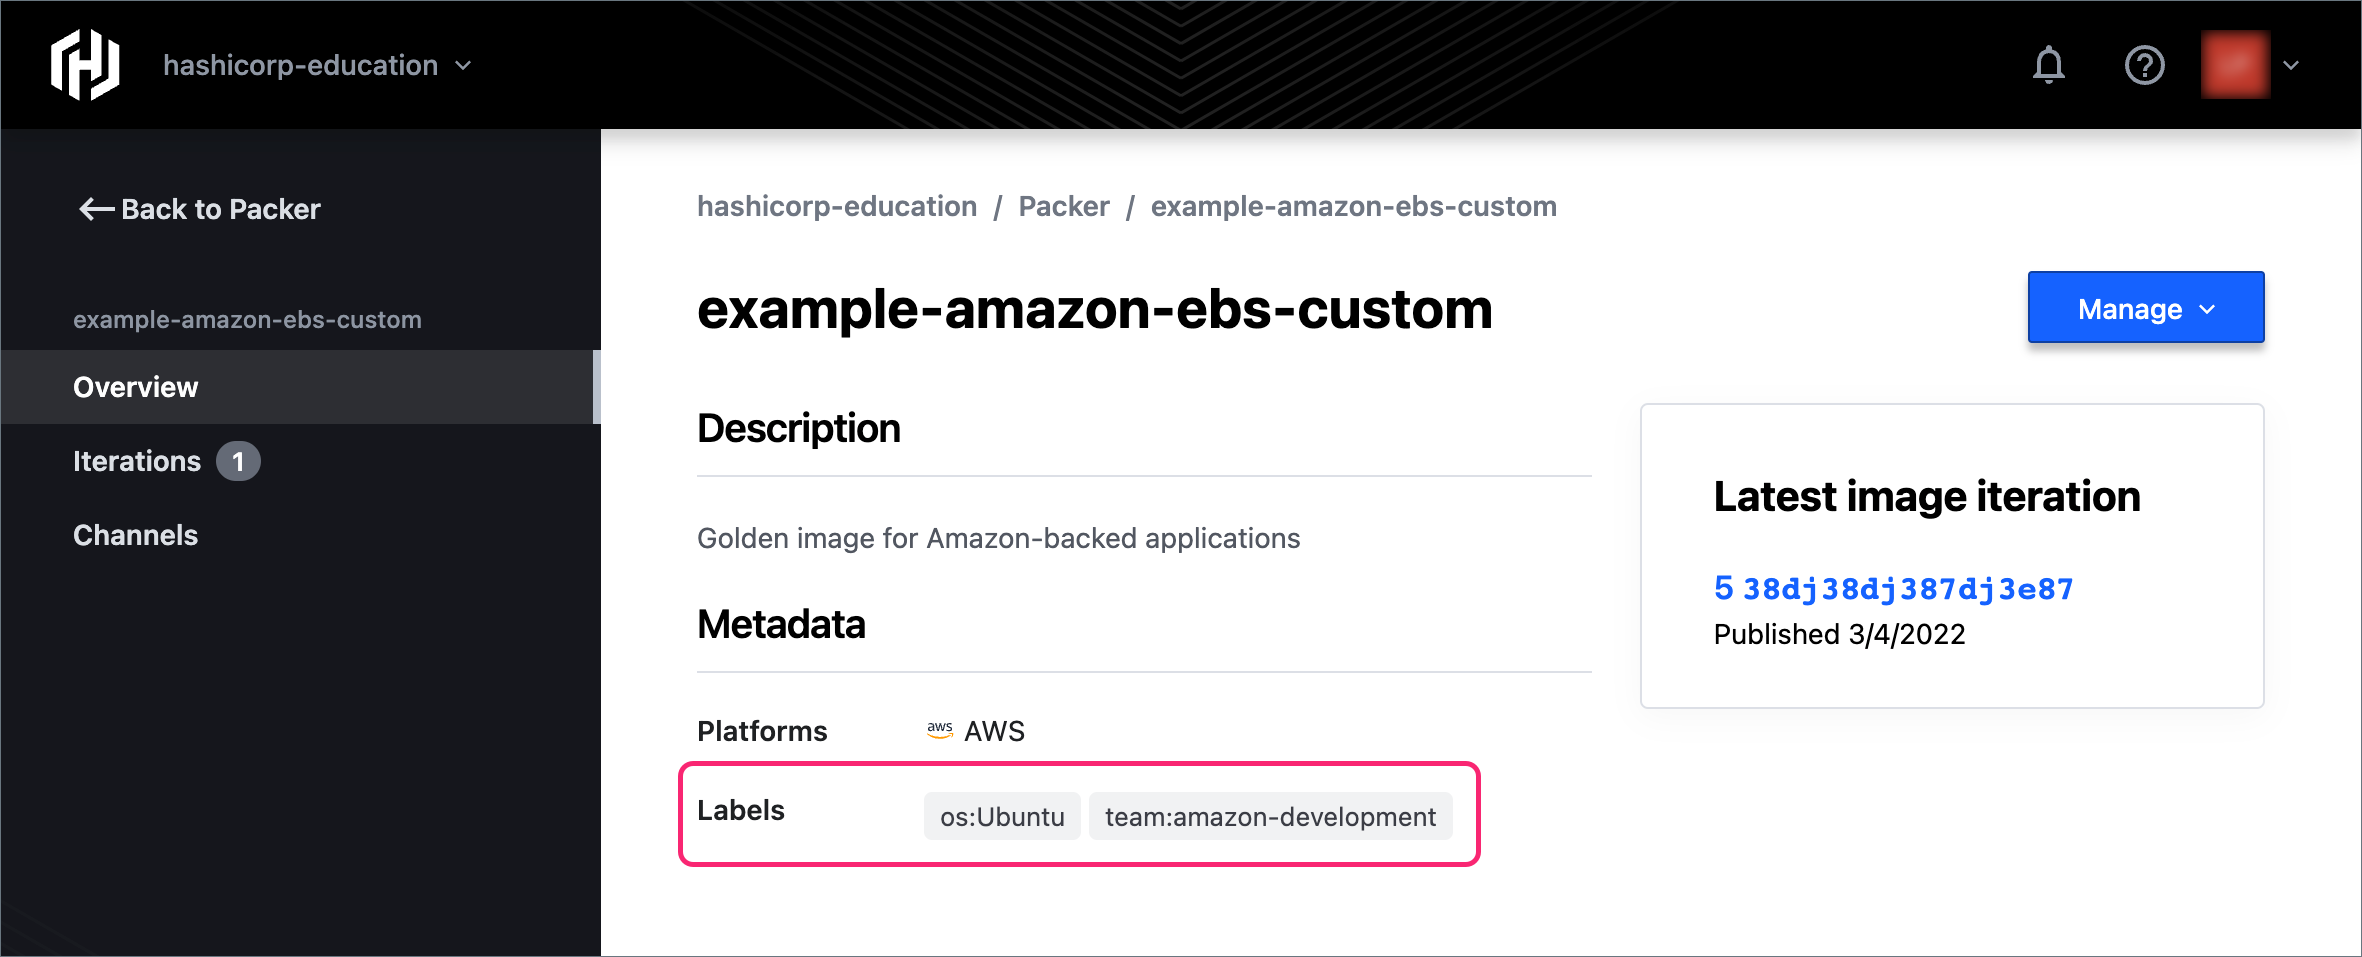 hashicorp-education
Back to Packer
example-amazon-ebs-custom
Overview
Iterations 1
Channels
hashicorp-education / Packer / example-amazon-ebs-custom
example-amazon-ebs-custom
Manage
Description
Golden image for Amazon-backed applications
Metadata
Platforms aws AWS
Labels os:Ubuntu team:amazon-development
Latest image iteration
5 38dj38dj387dj3e87
Published 3/4/2022